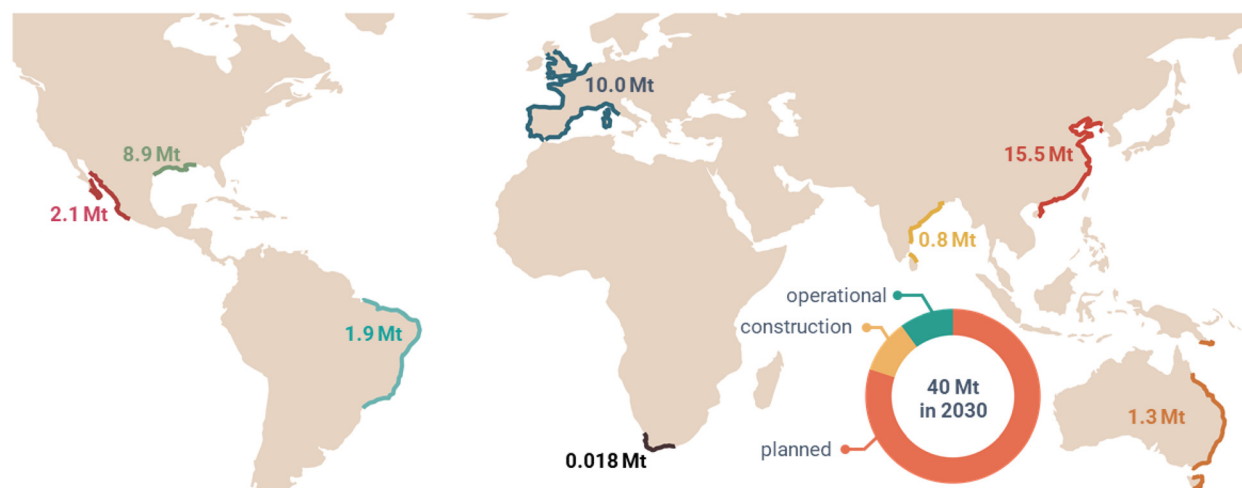 10.0 Mt
8.9 Mt
15.5 Mt
2.1 Mt
0.8 Mt
operational
construction
1.9 Mt
40 Mt
in 2030
1.3 Mt
planned
0.018 Mt